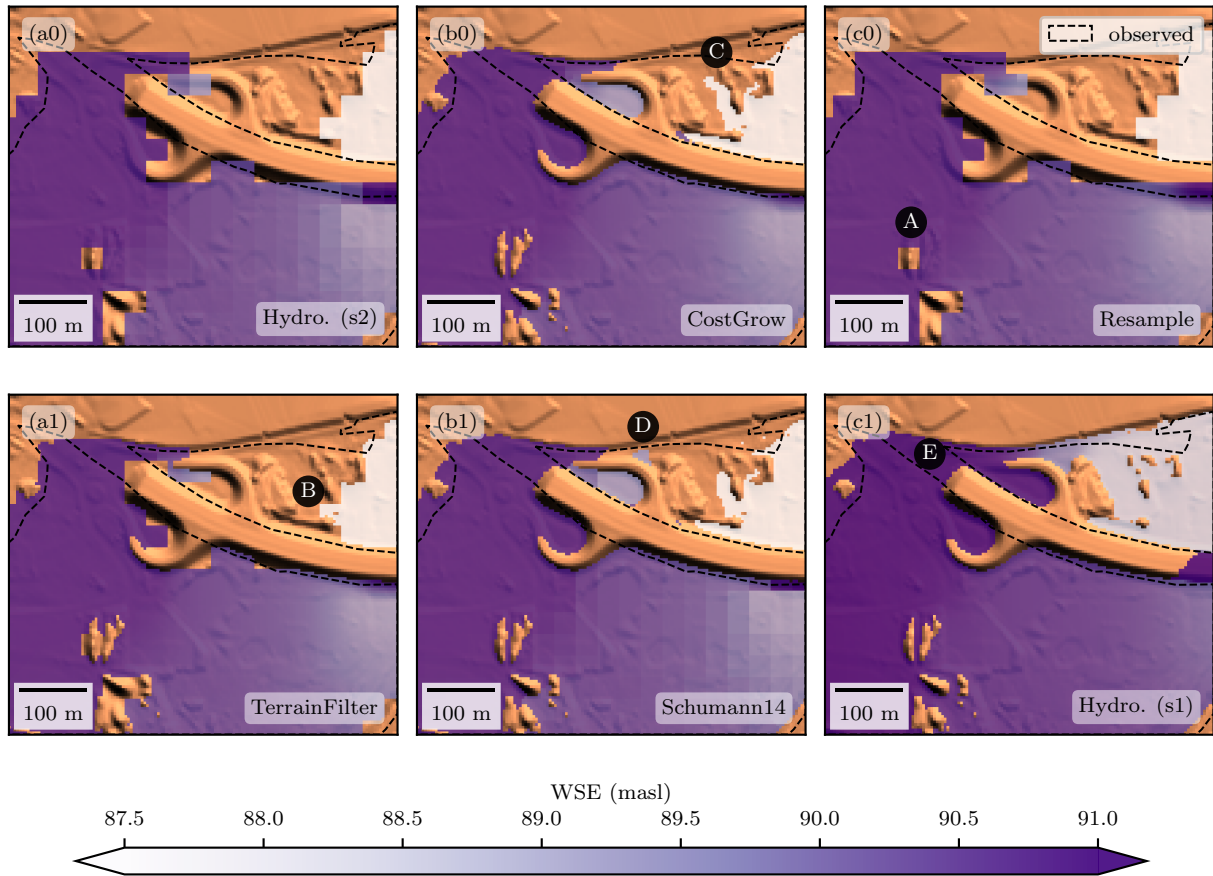 (a0)
100 m
Hydro. (s2)
(b0)
C
100 m
CostGrow
(c0)
observed
A
100 m
Resample
(a1)
B
100 m
TerrainFilter
(b1)
D
100 m
Schumann14
(c1)
E
100 m
Hydro. (s1)
WSE (masl)
87.5 88.0 88.5 89.0 89.5 90.0 90.5 91.0